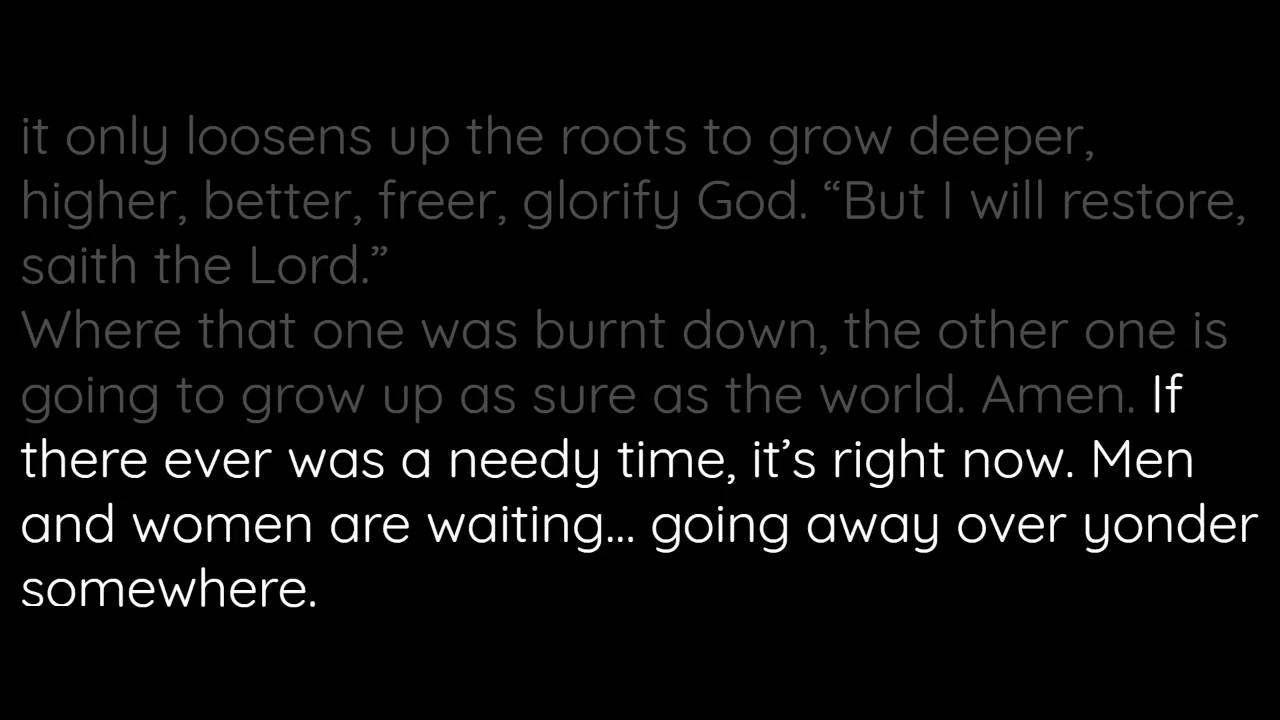 it only loosens up the roots to grow deeper,
higher, better, freer, glorify God. “But I will restore,
saith the Lord.”
Where that one was burnt down, the other one is
going to grow up as sure as the world. Amen. If
there ever was a needy time, it’s right now. Men
and women are waiting... going away over yonder
somewhere.